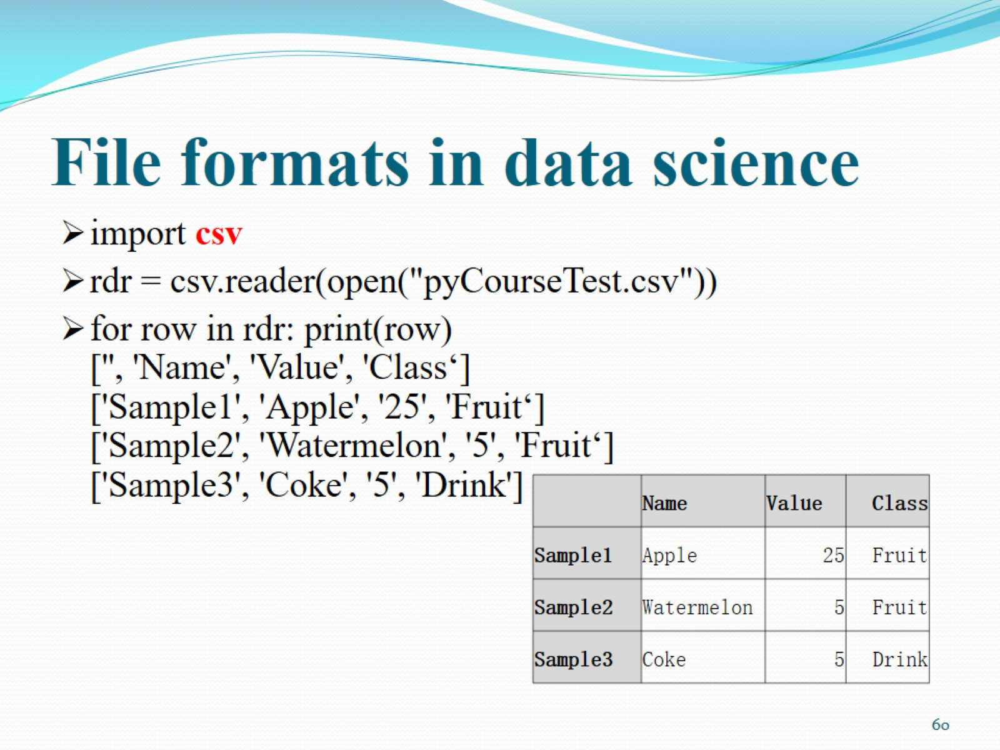 File formats in data science
➢import csv
➢rdr = csv.reader(open("pyCourseTest.csv"))
➢for row in rdr: print(row)
['', 'Name', 'Value', 'Class‘]
['Sample1', 'Apple', '25', 'Fruit‘]
['Sample2', 'Watermelon', '5', 'Fruit‘]
['Sample3', 'Coke', '5', 'Drink']
Name Value Class
Sample1 Apple 25 Fruit
Sample2 Watermelon 5 Fruit
Sample3 Coke 5 Drink
60